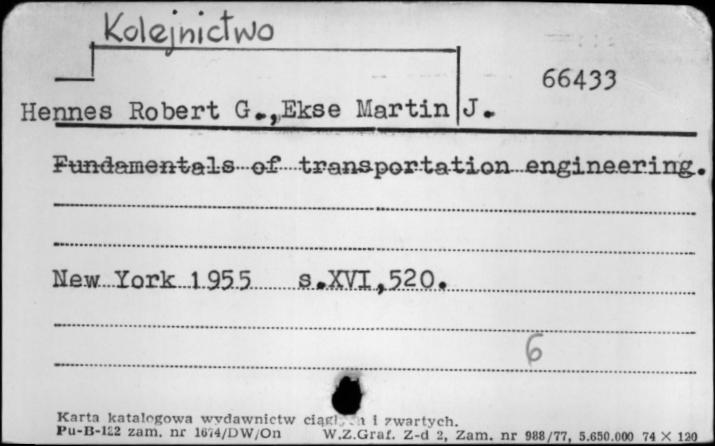 Kolejnictwo
66433
Hennes Robert G., Ekse Martin J.
Fundamentals of transportation engineering.
New York 1955 s.XVI,520.
6
Karta katalogowa wydawnictw i zwartych.
Pu-B-122 zam. nr 1674/DW/On W.Z.Graf. Z-d 2, Zam. nr 988/77, 5.650.000 74 × 120